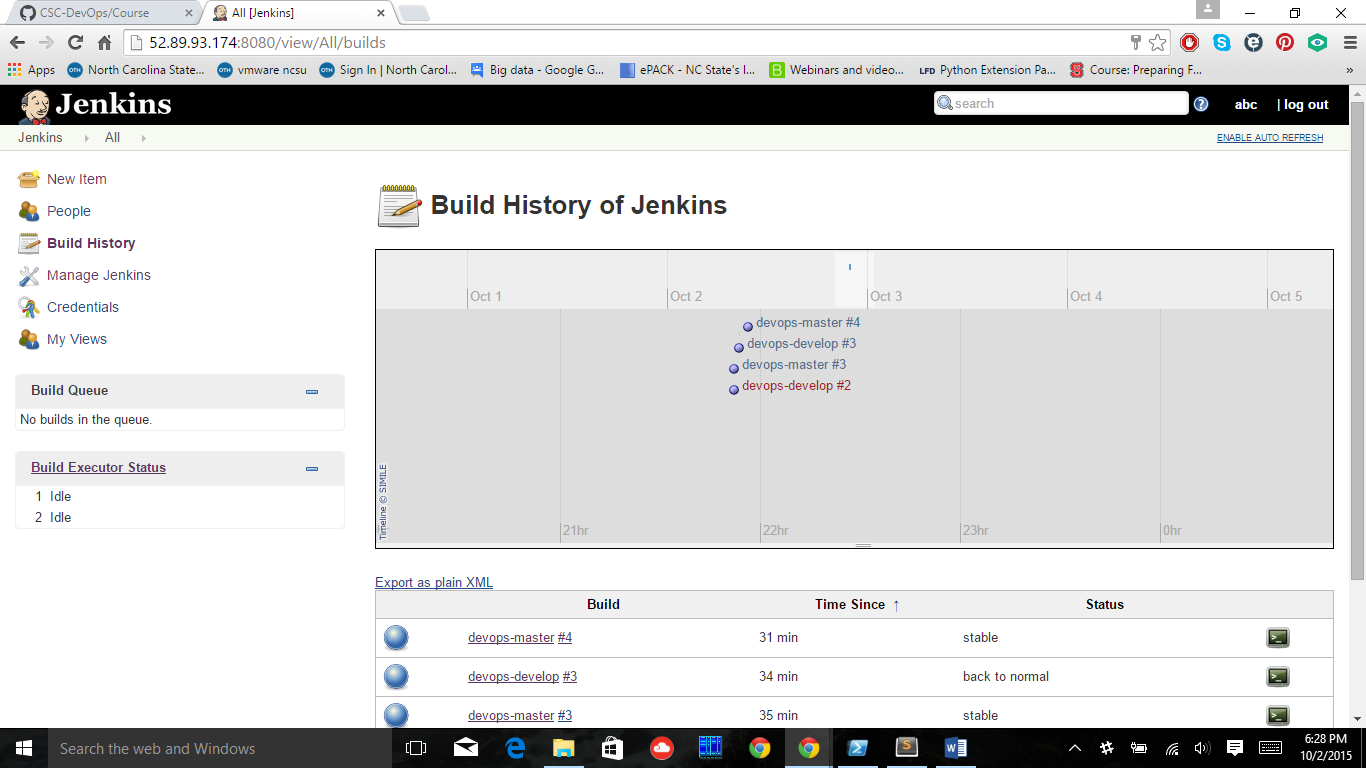 CSC-DevOps/Course
All [Jenkins]
52.89.93.174:8080/view/All/builds
Apps
North Carolina State...
vmware ncsu
Sign In | North Carol...
Big data - Google G...
ePACK - NC State's I...
Webinars and video...
LFD Python Extension Pa...
Course: Preparing F...
»
Jenkins
search
abc
| log out
Jenkins
All
ENABLE AUTO REFRESH
New Item
People
Build History
Manage Jenkins
Credentials
My Views
Build Queue
No builds in the queue.
Build Executor Status
1 Idle
2 Idle
Build History of Jenkins
Oct 1
Oct 2
Oct 3
Oct 4
Oct 5
devops-master #4
devops-develop #3
devops-master #3
devops-develop #2
Timeline © SIMILE
21hr
22hr
23hr
0hr
Export as plain XML
Build Time Since ↑ Status
devops-master #4 31 min stable
devops-develop #3 34 min back to normal
devops-master #3 35 min stable
Search the web and Windows
6:28 PM
10/2/2015